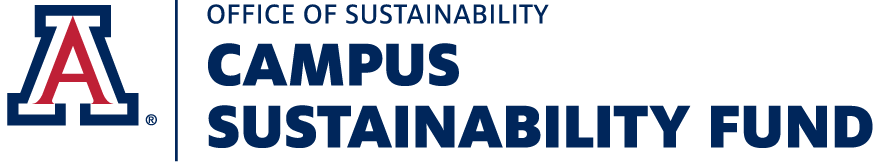 A®
OFFICE OF SUSTAINABILITY
CAMPUS
SUSTAINABILITY FUND